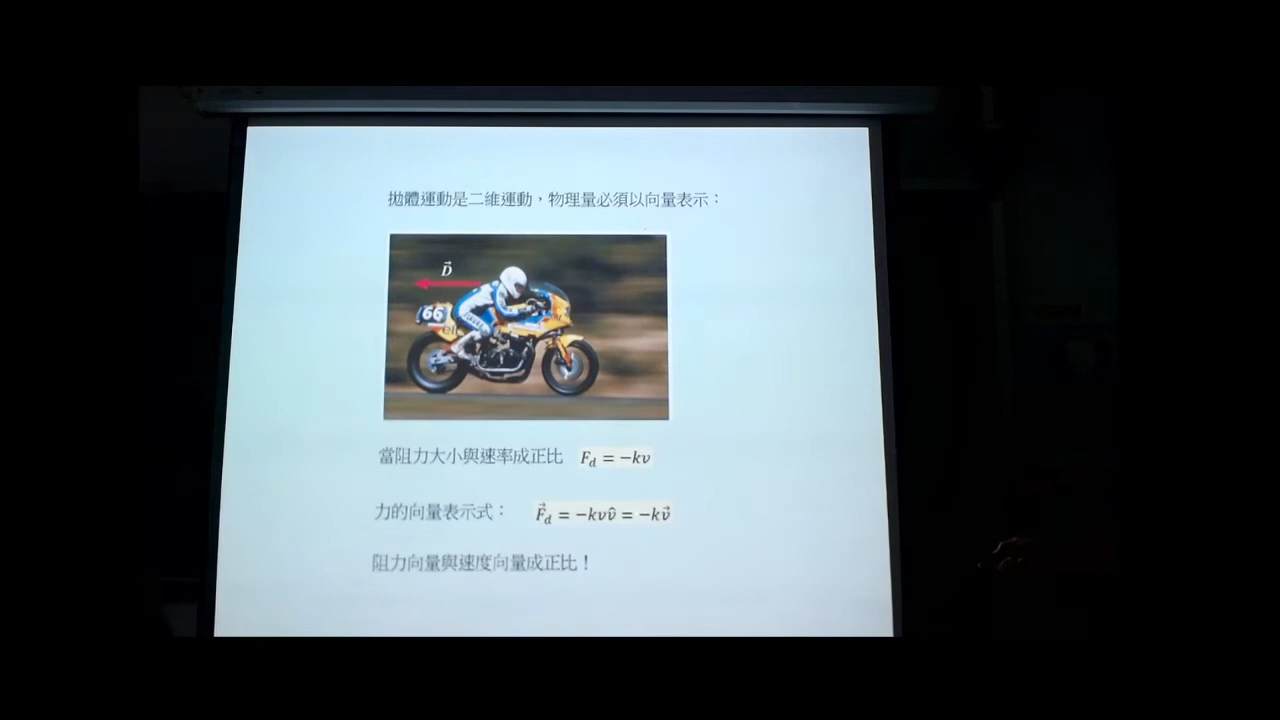 拋體運動是二維運動，物理量必須以向量表示：
D⃗
66
當阻力大小與速率成正比 F_d = −kv
力的向量表示式： F⃗_d = −kvv̂ = −kv⃗
阻力向量與速度向量成正比！